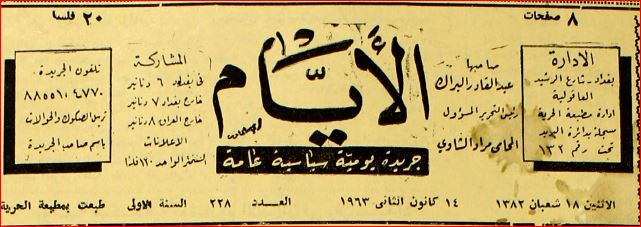 ٨ صفحات
٢٠ فلسا
الادارة
بغداد - شارع الرشيد
العاقولية
ادارة مطبعة الحرية
مسجلة بدائرة البريد
تحت رقم ١٣٢
صاحبها
عبد القادر البراك
رئيس التحرير المسؤول
المحامي مراد الشاوي
الأيام
جريدة يومية سياسية عامة
المشاركة
في بغداد ٦ دنانير
خارج بغداد ٧ دنانير
خارج العراق ٨ دنانير
الاعلانات
السنتمتر الواحد ١٢٠ فلسا
تلفون الجريدة
٤٧٧٠ - ٨٨٥٥١
ترسل الصكوك والحوالات
باسم صاحب الجريدة
الاثنين ١٨ شعبان ١٣٨٢
١٤ كانون الثاني ١٩٦٣
العدد ٢٢٨
السنة الاولى
طبعت بمطبعة الحرية